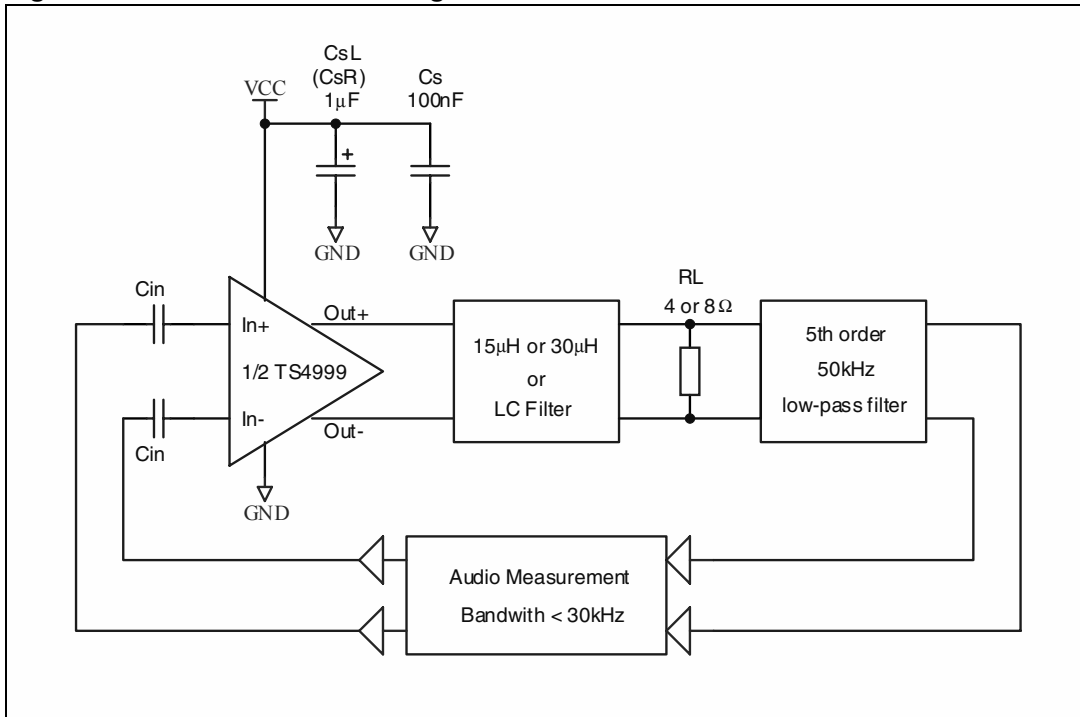 CsL
(CsR)
1µF
Cs
100nF
VCC
GND
GND
Cin
In+
Out+
1/2 TS4999
In-
Out-
Cin
GND
15µH or 30µH
or
LC Filter
RL
4 or 8Ω
5th order
50kHz
low-pass filter
Audio Measurement
Bandwith < 30kHz